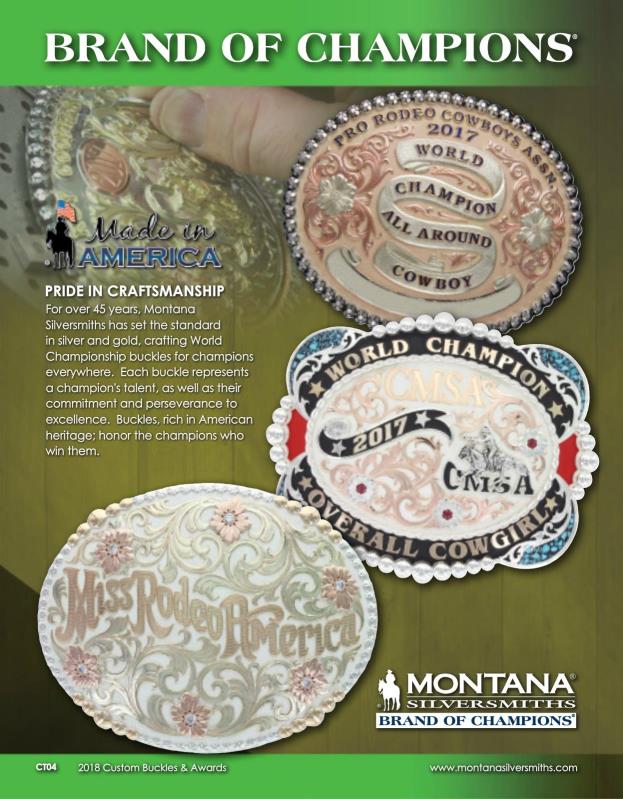 BRAND OF CHAMPIONS®
PRO RODEO COWBOYS ASSN.
2017
WORLD
CHAMPION
ALL AROUND
COWBOY
Made in
AMERICA
PRIDE IN CRAFTSMANSHIP
For over 45 years, Montana
Silversmiths has set the standard
in silver and gold, crafting World
Championship buckles for champions
everywhere.  Each buckle represents
a champion's talent, as well as their
commitment and perseverance to
excellence.  Buckles, rich in American
heritage; honor the champions who
win them.
WORLD CHAMPION
CMSA
2017
CMSA
OVERALL COWGIRL
Miss Rodeo America
MONTANA®
SILVERSMITHS
BRAND OF CHAMPIONS®
CT04 2018 Custom Buckles & Awards www.montanasilversmiths.com